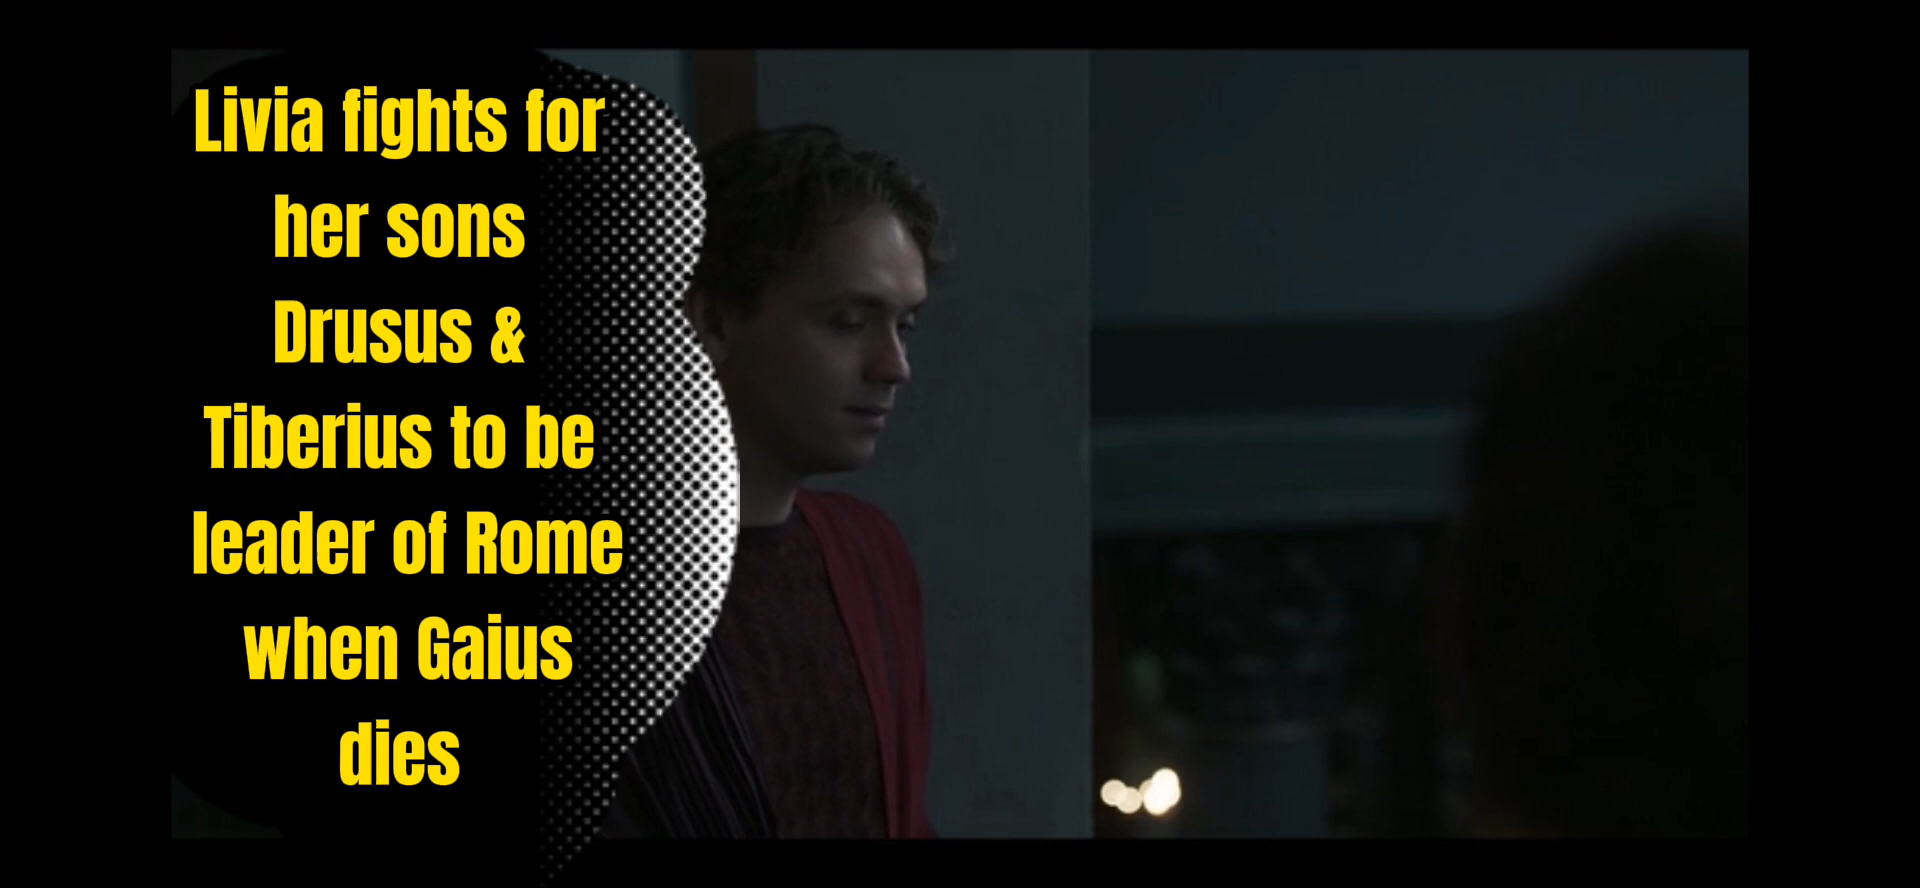 Livia fights for
her sons
Drusus &
Tiberius to be
leader of Rome
when Gaius
dies